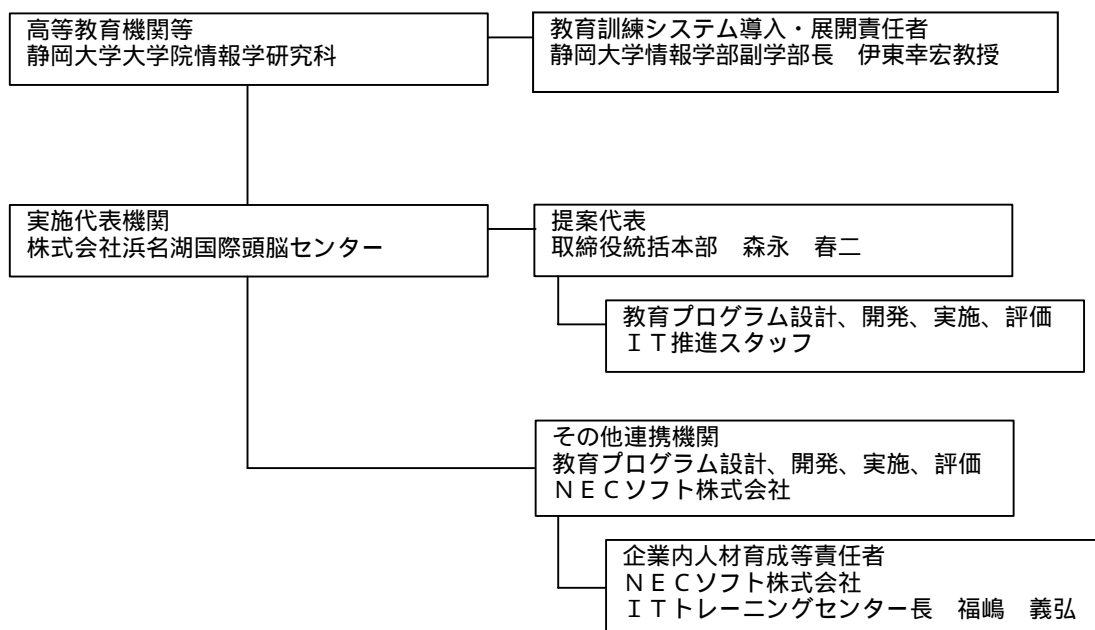 高等教育機関等
静岡大学大学院情報学研究科
教育訓練システム導入・展開責任者
静岡大学情報学部副学部長　伊東幸宏教授
実施代表機関
株式会社浜名湖国際頭脳センター
提案代表
取締役統括本部　森永　春二
教育プログラム設計、開発、実施、評価
ＩＴ推進スタッフ
その他連携機関
教育プログラム設計、開発、実施、評価
ＮＥＣソフト株式会社
企業内人材育成等責任者
ＮＥＣソフト株式会社
ＩＴトレーニングセンター長　福嶋　義弘